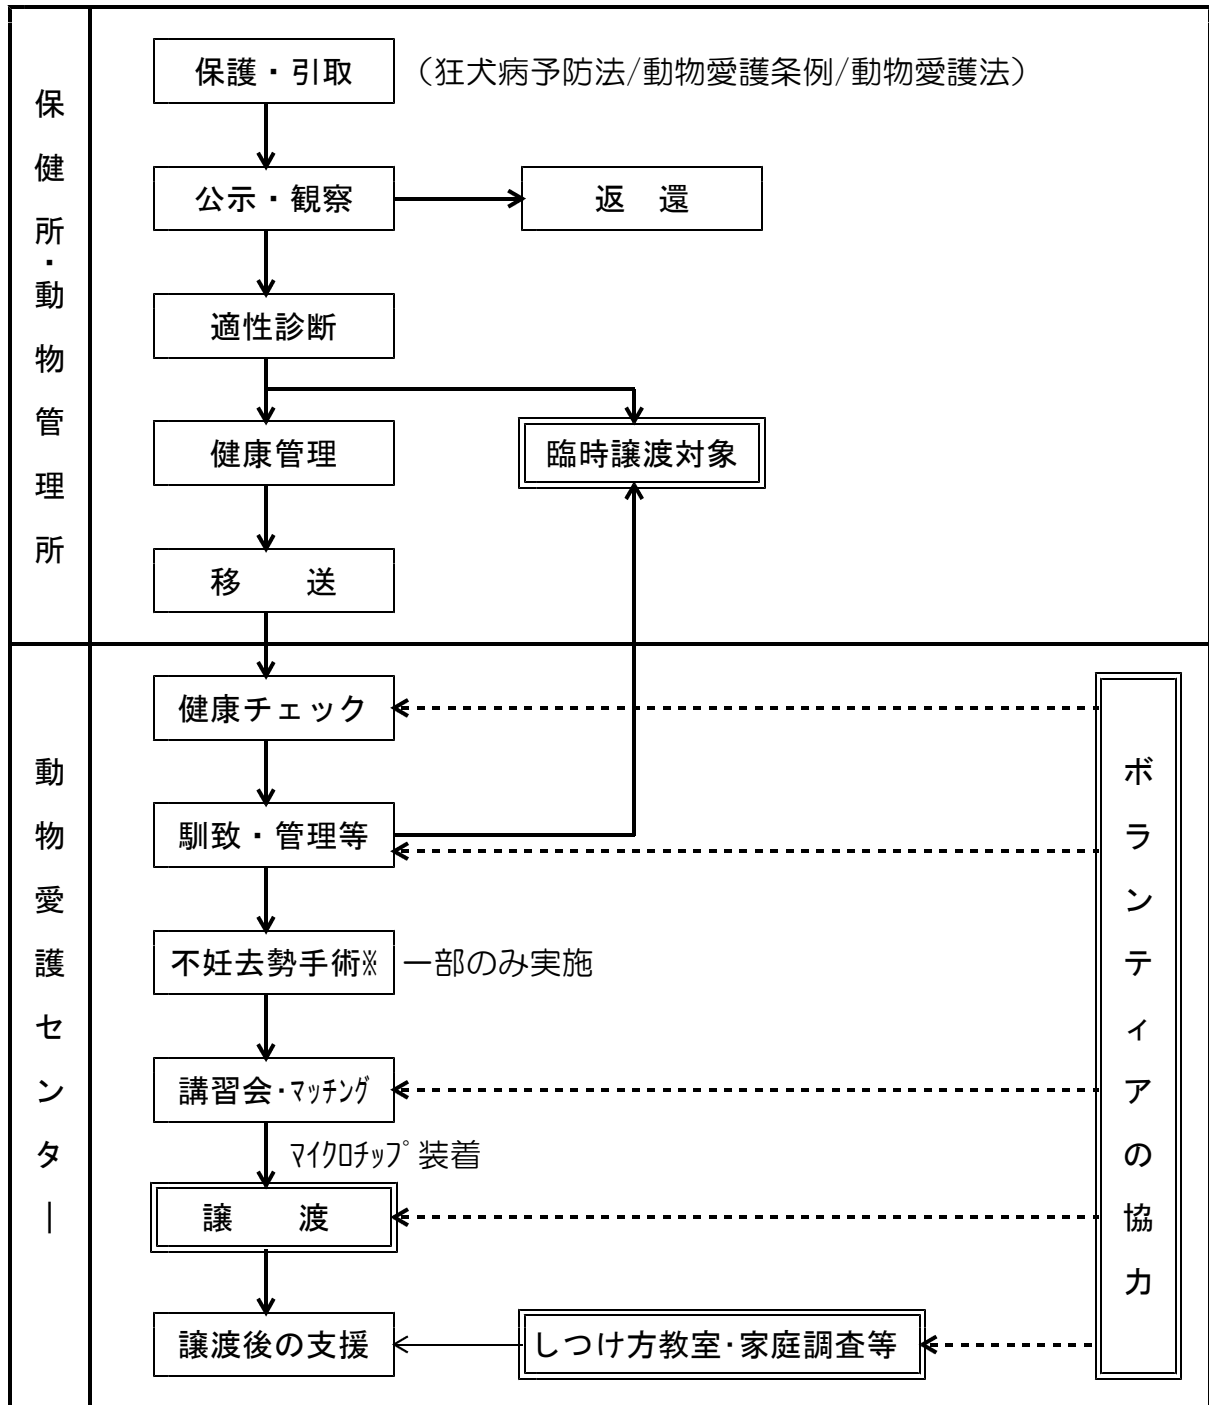 保健所・動物管理所
保護・引取
（狂犬病予防法/動物愛護条例/動物愛護法）
公示・観察
返　還
適性診断
健康管理
臨時譲渡対象
移　　送
動物愛護センター
健康チェック
馴致・管理等
不妊去勢手術※
一部のみ実施
講習会・ﾏｯﾁﾝｸﾞ
ﾏｲｸﾛﾁｯﾌﾟ装着
譲　　渡
譲渡後の支援
しつけ方教室・家庭調査等
ボランティアの協力